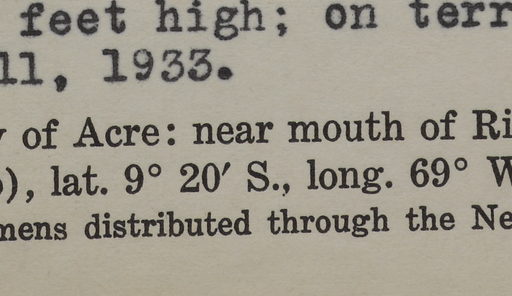 feet high; on terr
11, 1933.
of Acre: near mouth of Ri
), lat. 9° 20′ S., long. 69° W
mens distributed through the Ne